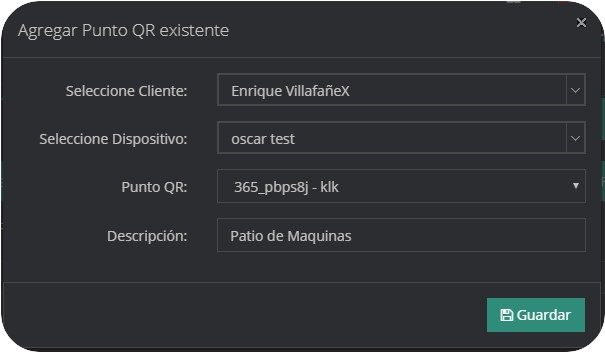 Agregar Punto QR existente
Seleccione Cliente: Enrique VillafañeX
Seleccione Dispositivo: oscar test
Punto QR: 365_pbps8j - klk
Descripción: Patio de Maquinas
Guardar